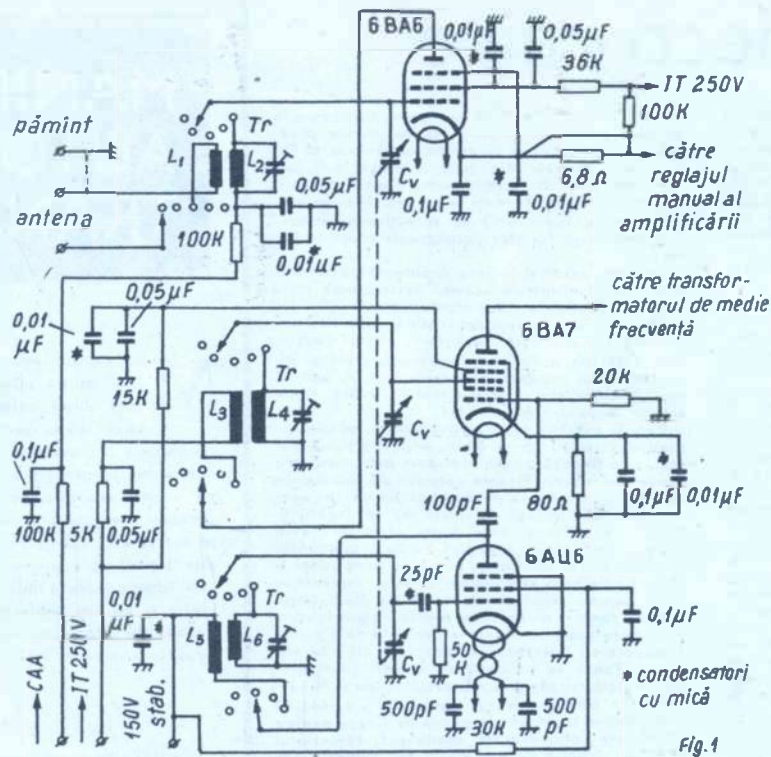 6BA6
0,01µF
*
0,05µF
36K
IT 250V
100K
către
reglajul
manual al
amplificării
6,8Ω
pămint
antena
Tr
L1
L2
0,05µF
0,01µF
*
100K
Cv
0,1µF
*
0,01µF
către transfor-
matorul de medie
frecvență
6BA7
0,01
µF
*
0,05µF
15K
Tr
L3
L4
Cv
20K
80Ω
0,1µF
*
0,01µF
0,1µF
100K
5K
0,05µF
100pF
6AU6
25pF
*
Tr
0,01
µF
*
L5
L6
Cv
50
K
0,1µF
500pF
500
pF
30K
* condensatori
cu mică
CAA
IT 250V
150V
stab.
Fig.1